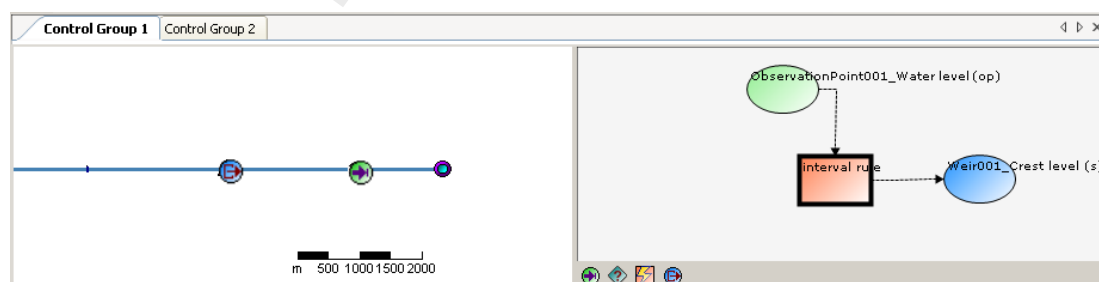 Control Group 1 Control Group 2
ObservationPoint001_Water level (op)
interval rule
Weir001_Crest level (s)
m 500 1000 1500 2000